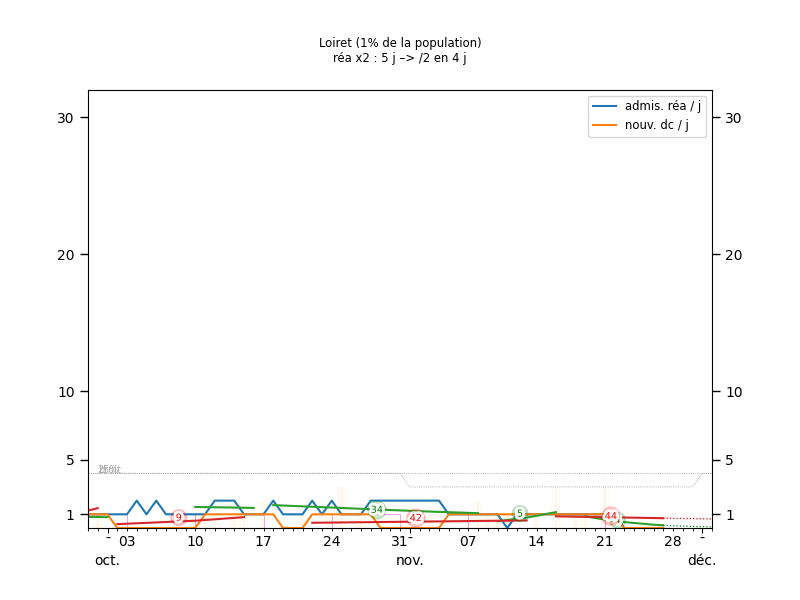 Loiret (1% de la population)
réa x2 : 5 j –> /2 en 4 j
admis. réa / j
nouv. dc / j
30 30
20 20
10 10
5 5
1 1
9 34 42 5 44
- 03 10 17 24 31- 07 14 21 28 -
oct. nov. déc.